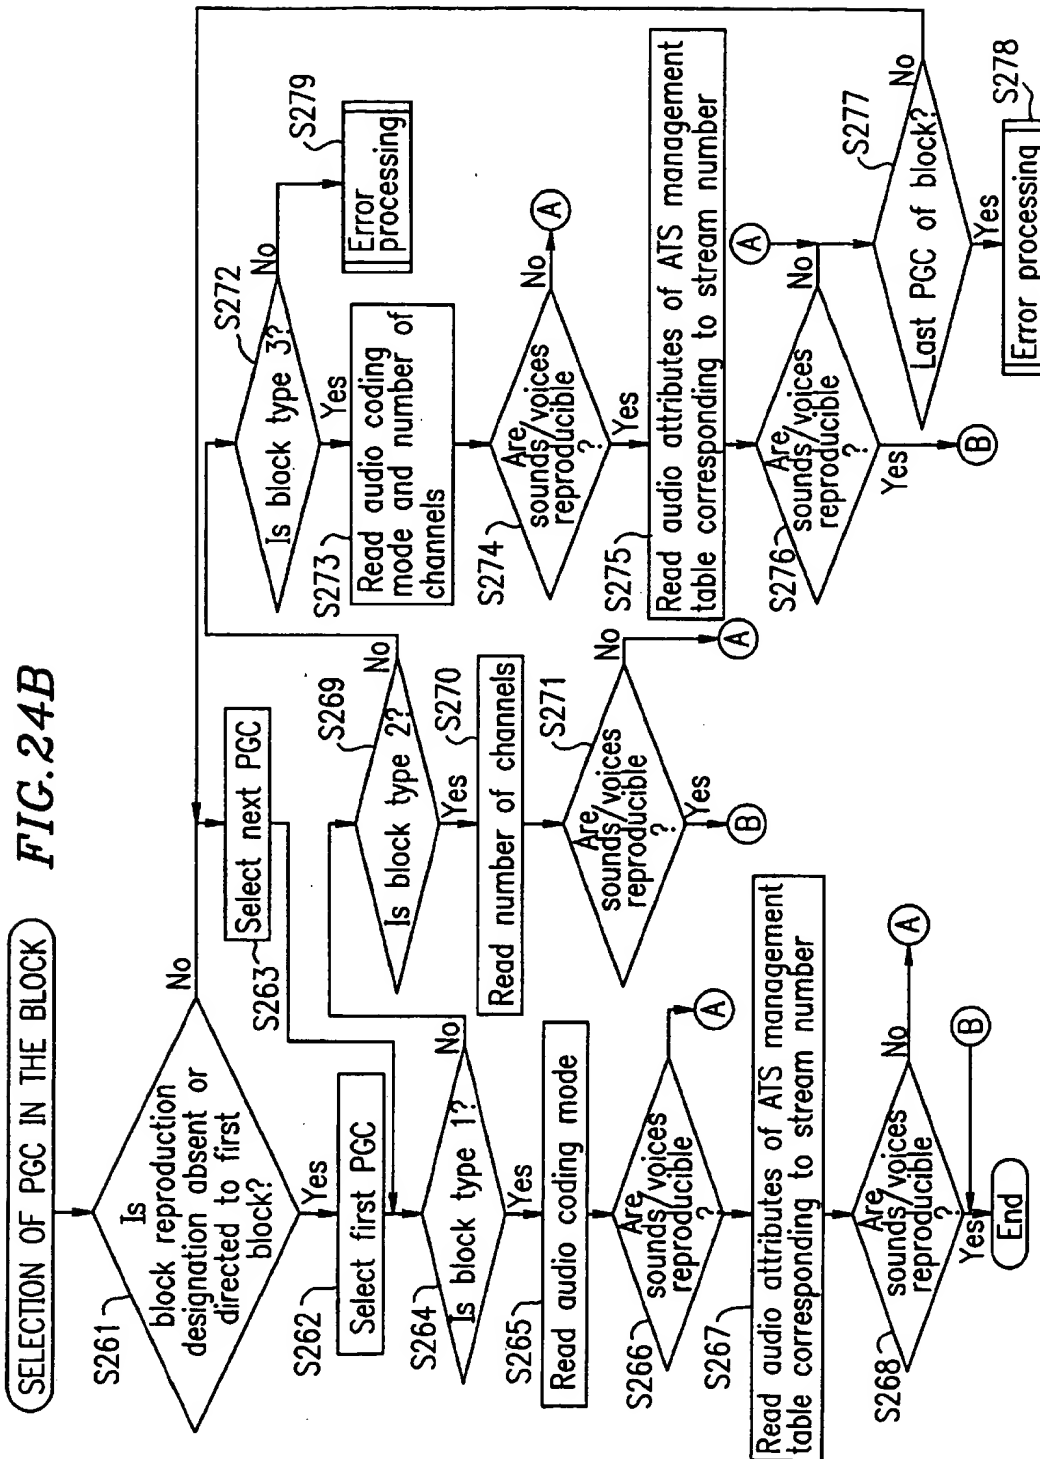 FIG.24B
SELECTION OF PGC IN THE BLOCK
S261
Is
block reproduction
designation absent or
directed to first
block?
No
Yes
S262
Select first PGC
S263
Select next PGC
S264
Is block type 1?
No
Yes
S265
Read audio coding mode
S266
Are
sounds/voices
reproducible
?
A
S267
Read audio attributes of ATS management
table corresponding to stream number
S268
Are
sounds/voices
reproducible
?
No
A
Yes
B
End
S269
Is block type 2?
No
Yes
S270
Read number of channels
S271
Are
sounds/voices
reproducible
?
No
A
Yes
B
S272
Is block type 3?
No
S279
Error
processing
Yes
S273
Read audio coding
mode and number of
channels
S274
Are
sounds/voices
reproducible
?
No
A
Yes
S275
Read audio attributes of ATS management
table corresponding to stream number
S276
Are
sounds/voices
reproducible
?
No
A
Yes
B
S277
Last PGC of block?
No
Yes
S278
Error processing